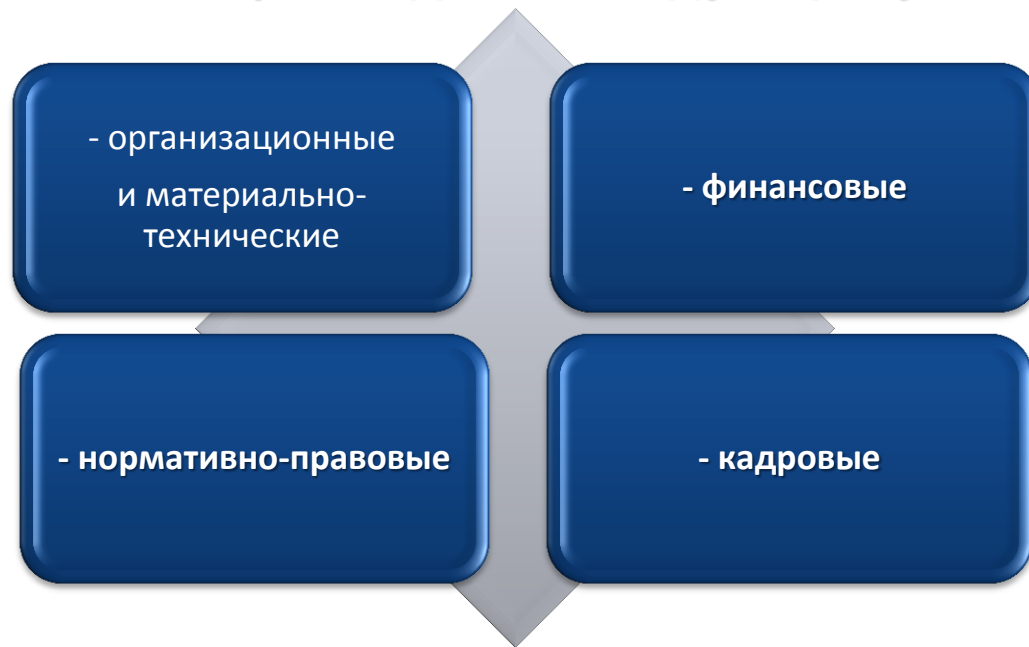 - организационные
и материально-
технические
- финансовые
- нормативно-правовые
- кадровые